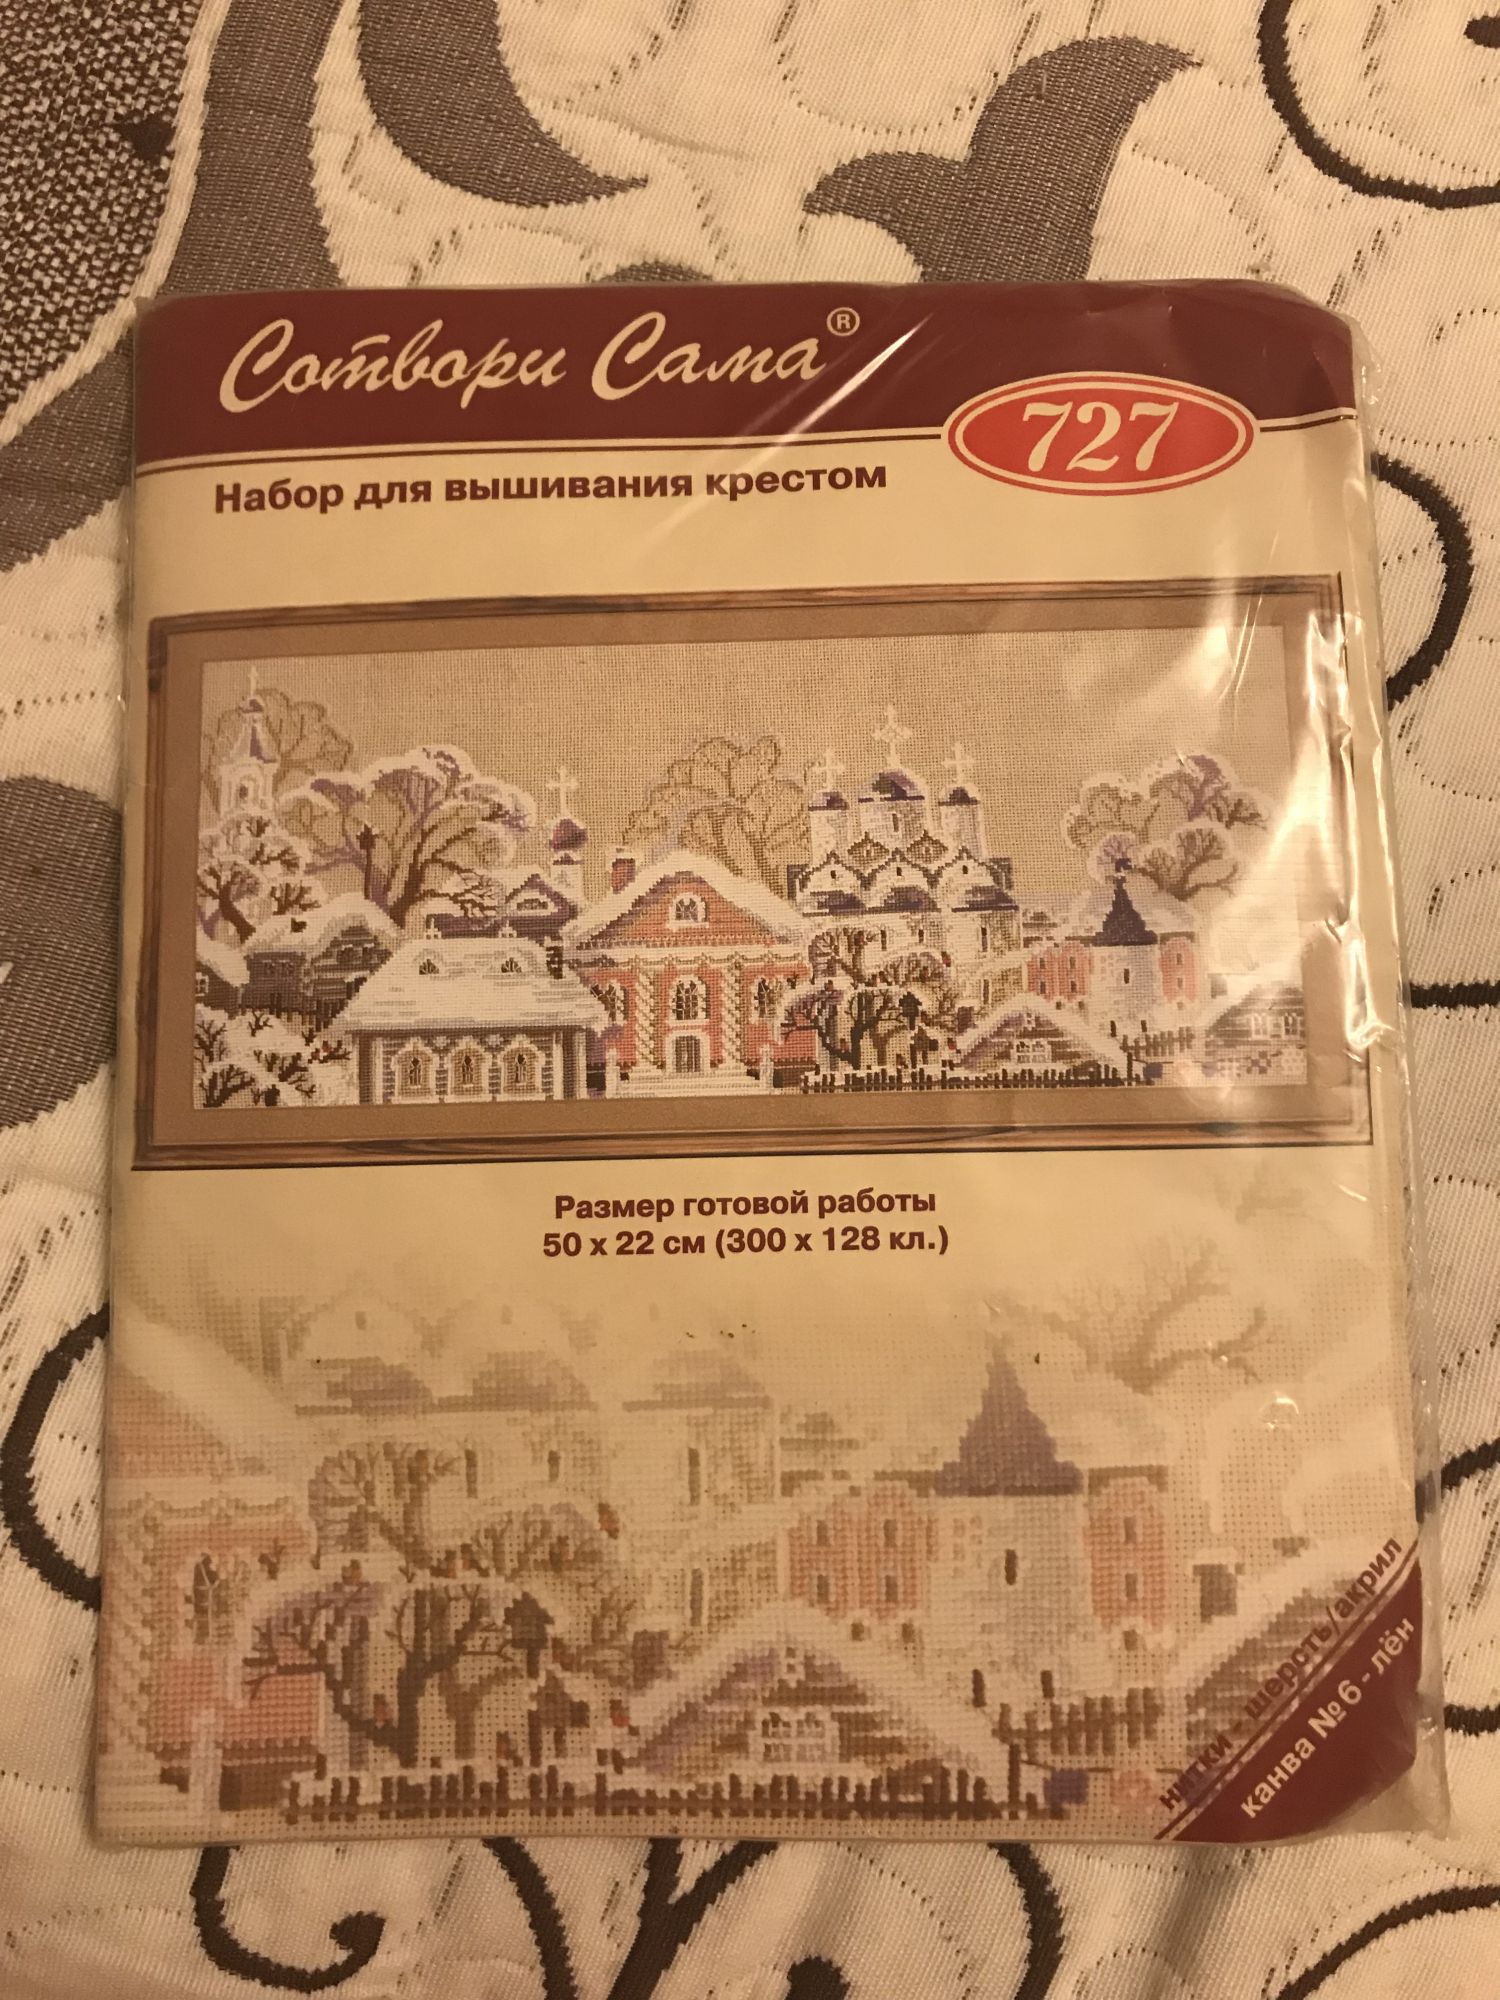 Сотвори Сама®
727
Набор для вышивания крестом
Размер готовой работы
50 х 22 см (300 х 128 кл.)
нитки - шерсть/акрил
канва № 6 - лён